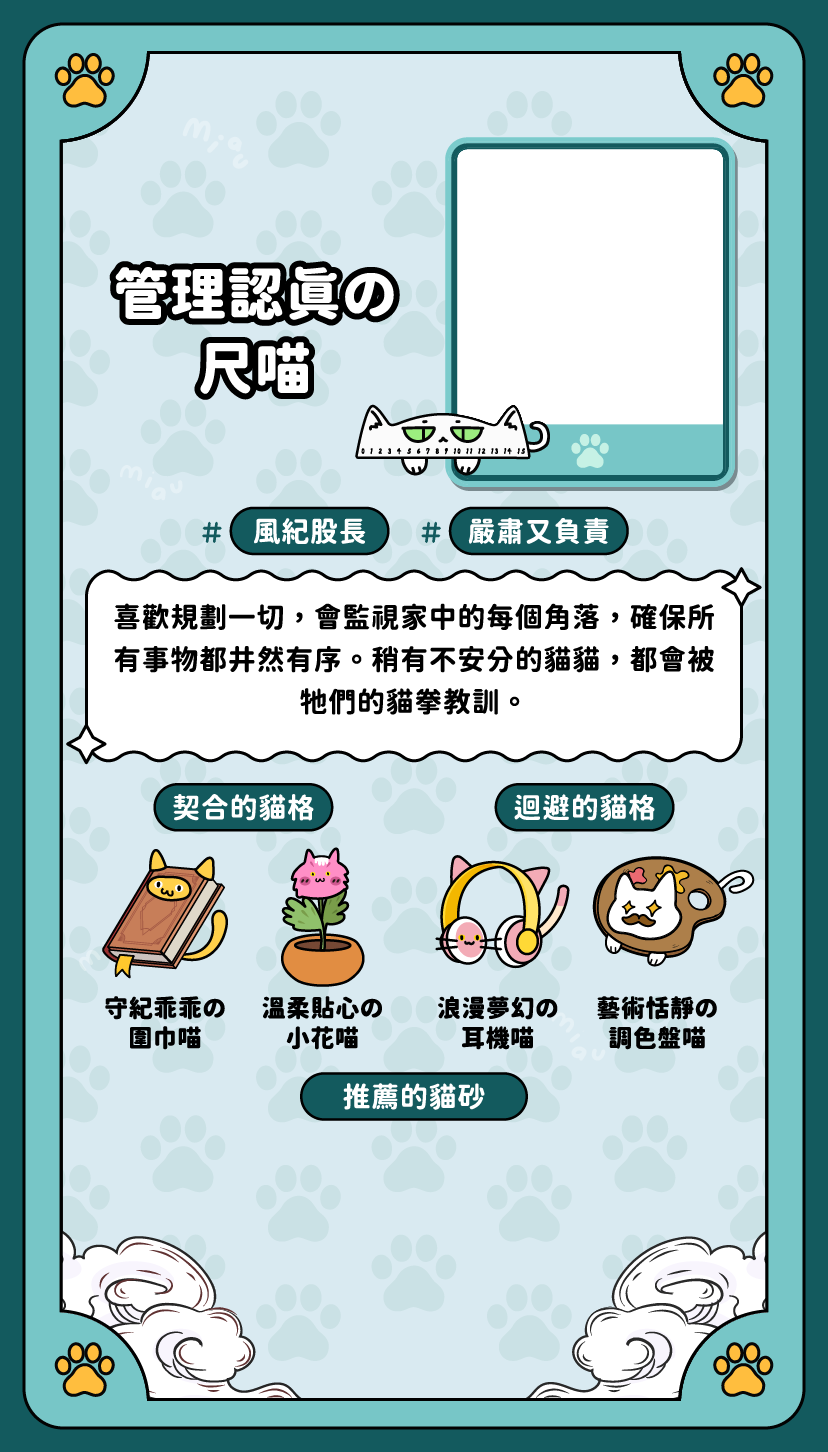 miau
管理認真の
尺喵
0 1 2 3 4 5 6 7 8 9 10 11 12 13 14 15
miau
# 風紀股長 # 嚴肅又負責
喜歡規劃一切，會監視家中的每個角落，確保所
有事物都井然有序。稍有不安分的貓貓，都會被
牠們的貓拳教訓。
契合的貓格 迴避的貓格
守紀乖乖の 溫柔貼心の 浪漫夢幻の 藝術恬靜の
圍巾喵 小花喵 耳機喵 調色盤喵
miau
推薦的貓砂